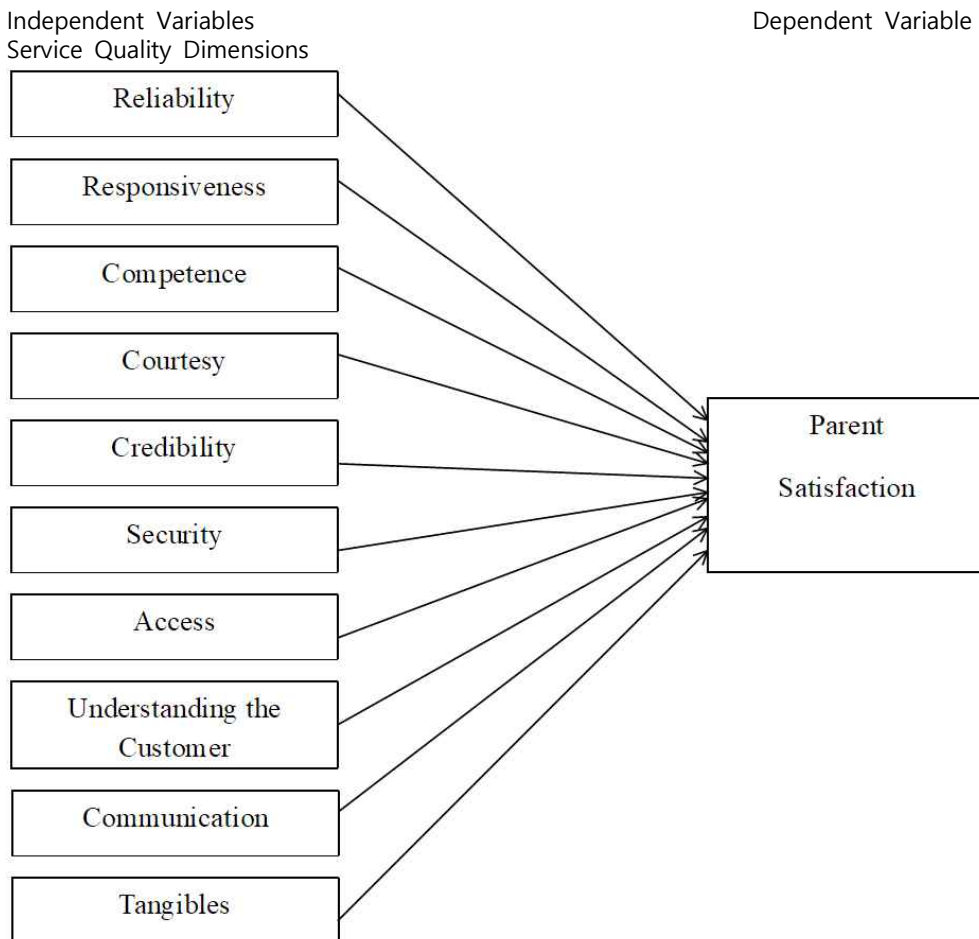 Independent Variables
Dependent Variable
Service Quality Dimensions
Reliability
Responsiveness
Competence
Courtesy
Credibility
Security
Access
Understanding the
Customer
Communication
Tangibles
Parent
Satisfaction